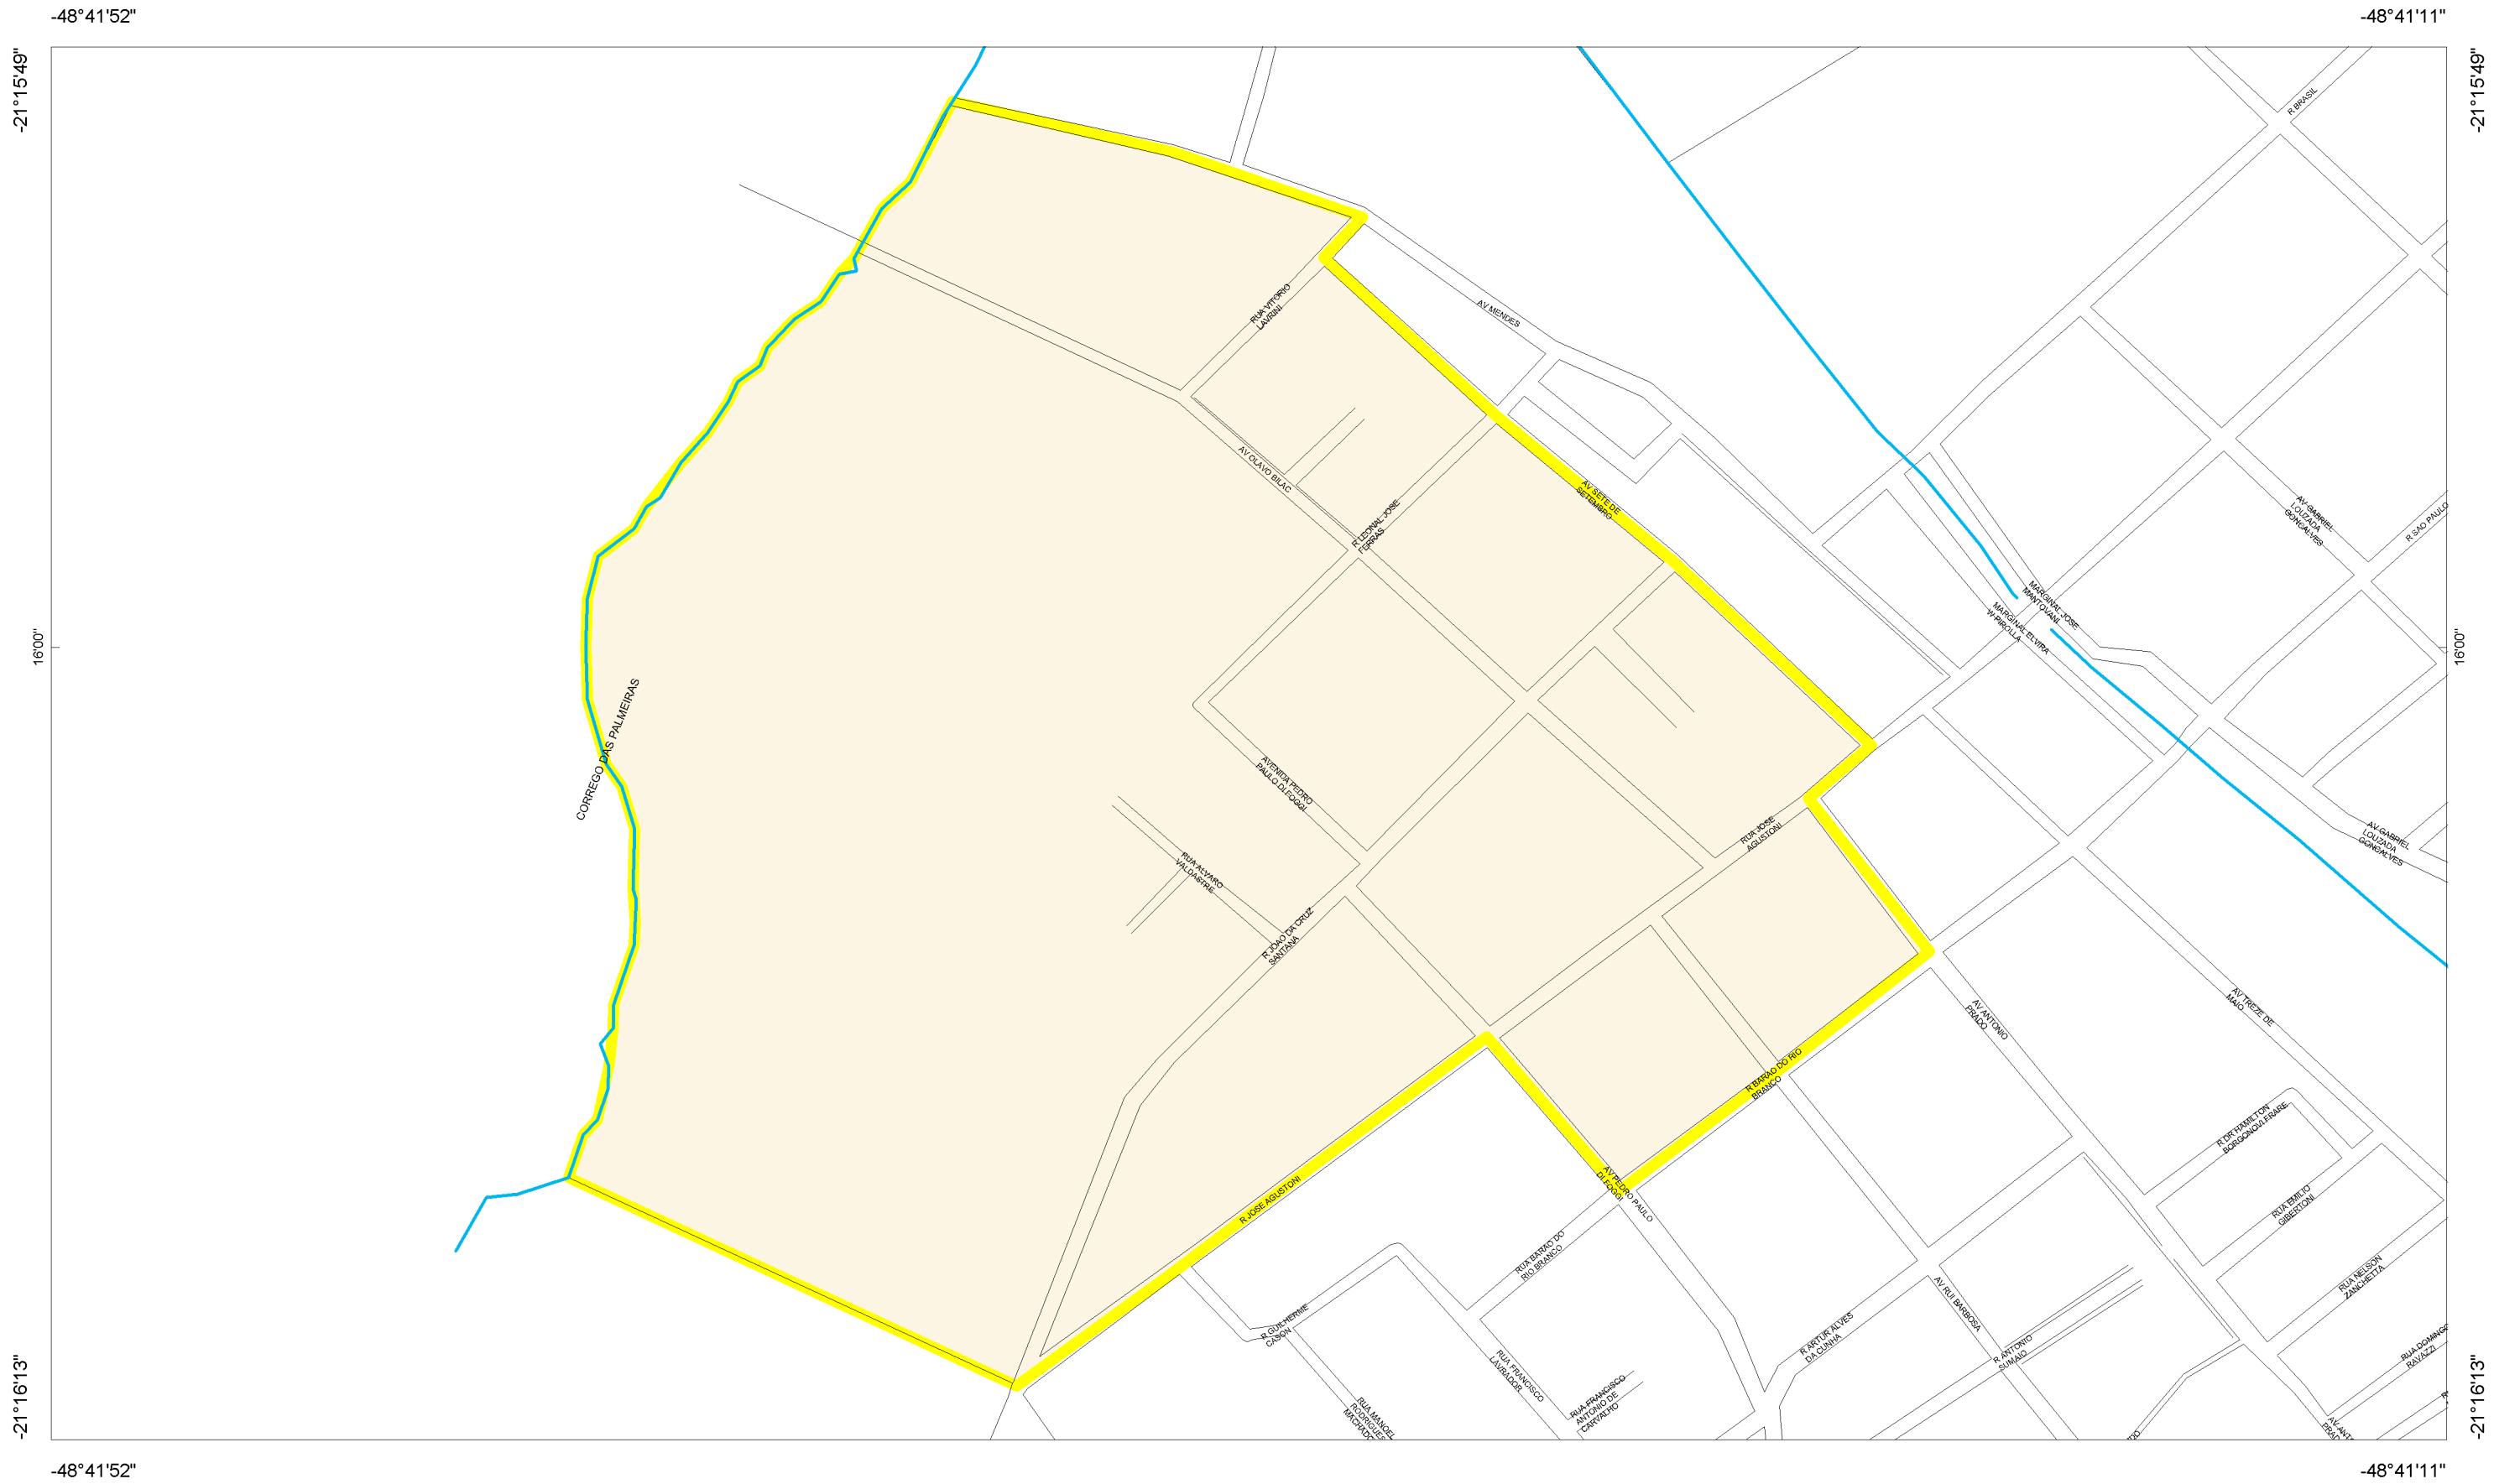 -48°41'52"
-48°41'11"
-21°15'49"
-21°15'49"
R BRASIL
RUA VITORIO
LAVRINI
AV MENDES
AV OLAVO BILAC
AV SETE DE
SETEMBRO
R LEONAL JOSE
FERRAS
AV GABRIEL
LOUZADA
GONCALVES
R SAO PAULO
MARGINAL JOSE
MANTOVANI
MARGINAL ELVIRA
W PIROLLA
16'00"
16'00"
CORREGO DAS PALMEIRAS
AVENIDA PEDRO
PAULO DI FOGGI
RUA JOSE
AGUSTONI
AV GABRIEL
LOUZADA
GONCALVES
RUA ALVARO
VALDASTRE
R JOAO DA CRUZ
SANTANA
AV ANTONIO
PRADO
AV TREZE DE
MAIO
R BARAO DO RIO
BRANCO
R DR HAMILTON
BORGONOVI FRARE
R JOSE AGUSTONI
AV PEDRO PAULO
DI FOGGI
RUA EMILIO
GIBERTONI
RUA BARAO DO
RIO BRANCO
RUA NELSON
ZANCHETTA
AV RUI BARBOSA
R GUILHERME
CASON
R ARTUR ALVES
DA CUNHA
R ANTONIO
SUMAIO
RUA DOMINGO
RAVAZZI
RUA FRANCISCO
LAVRADOR
RUA FRANCISCO
ANTONIO DE
CARVALHO
RUA MANOEL
RODRIGUES
MACHADO
-21°16'13"
-21°16'13"
-48°41'52"
-48°41'11"